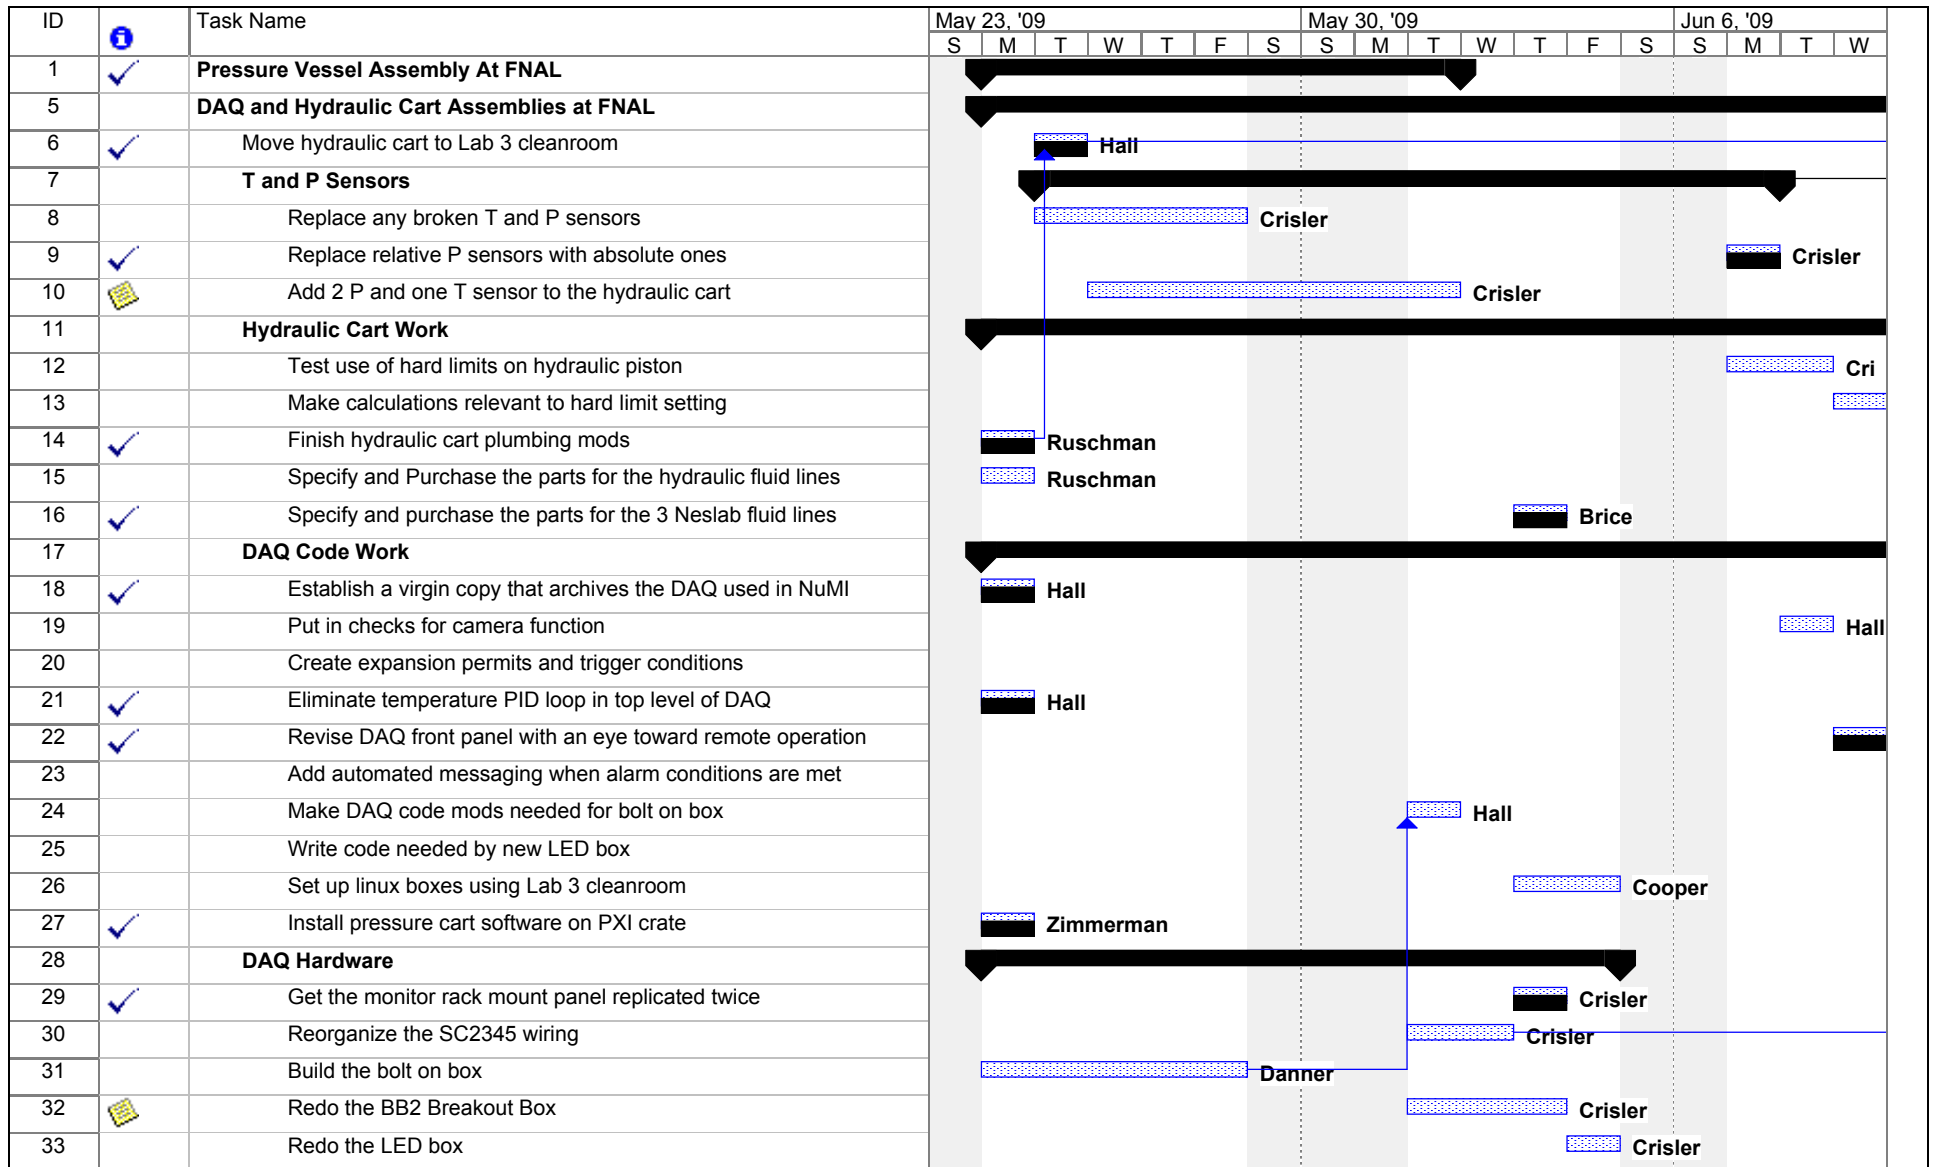 ID Task Name May 23, '09 May 30, '09 Jun 6, '09
S M T W T F S S M T W T F S S M T W
1 Pressure Vessel Assembly At FNAL
5 DAQ and Hydraulic Cart Assemblies at FNAL
6 Move hydraulic cart to Lab 3 cleanroom Hall
7 T and P Sensors
8 Replace any broken T and P sensors Crisler
9 Replace relative P sensors with absolute ones Crisler
10 Add 2 P and one T sensor to the hydraulic cart Crisler
11 Hydraulic Cart Work
12 Test use of hard limits on hydraulic piston Cri
13 Make calculations relevant to hard limit setting
14 Finish hydraulic cart plumbing mods Ruschman
15 Specify and Purchase the parts for the hydraulic fluid lines Ruschman
16 Specify and purchase the parts for the 3 Neslab fluid lines Brice
17 DAQ Code Work
18 Establish a virgin copy that archives the DAQ used in NuMI Hall
19 Put in checks for camera function Hall
20 Create expansion permits and trigger conditions
21 Eliminate temperature PID loop in top level of DAQ Hall
22 Revise DAQ front panel with an eye toward remote operation
23 Add automated messaging when alarm conditions are met
24 Make DAQ code mods needed for bolt on box Hall
25 Write code needed by new LED box
26 Set up linux boxes using Lab 3 cleanroom Cooper
27 Install pressure cart software on PXI crate Zimmerman
28 DAQ Hardware
29 Get the monitor rack mount panel replicated twice Crisler
30 Reorganize the SC2345 wiring Crisler
31 Build the bolt on box Danner
32 Redo the BB2 Breakout Box Crisler
33 Redo the LED box Crisler